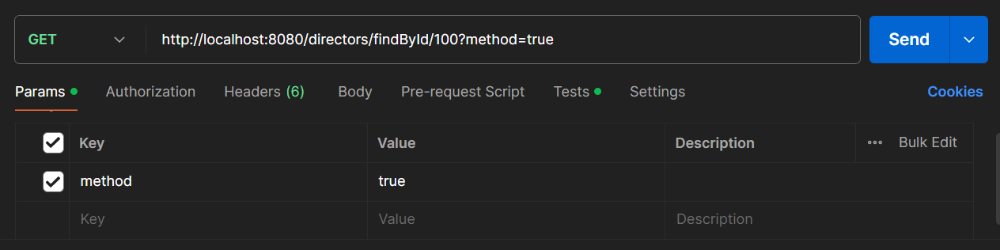 GET http://localhost:8080/directors/findById/100?method=true Send
Params Authorization Headers (6) Body Pre-request Script Tests Settings Cookies
Key Value Description ••• Bulk Edit
method true
Key Value Description